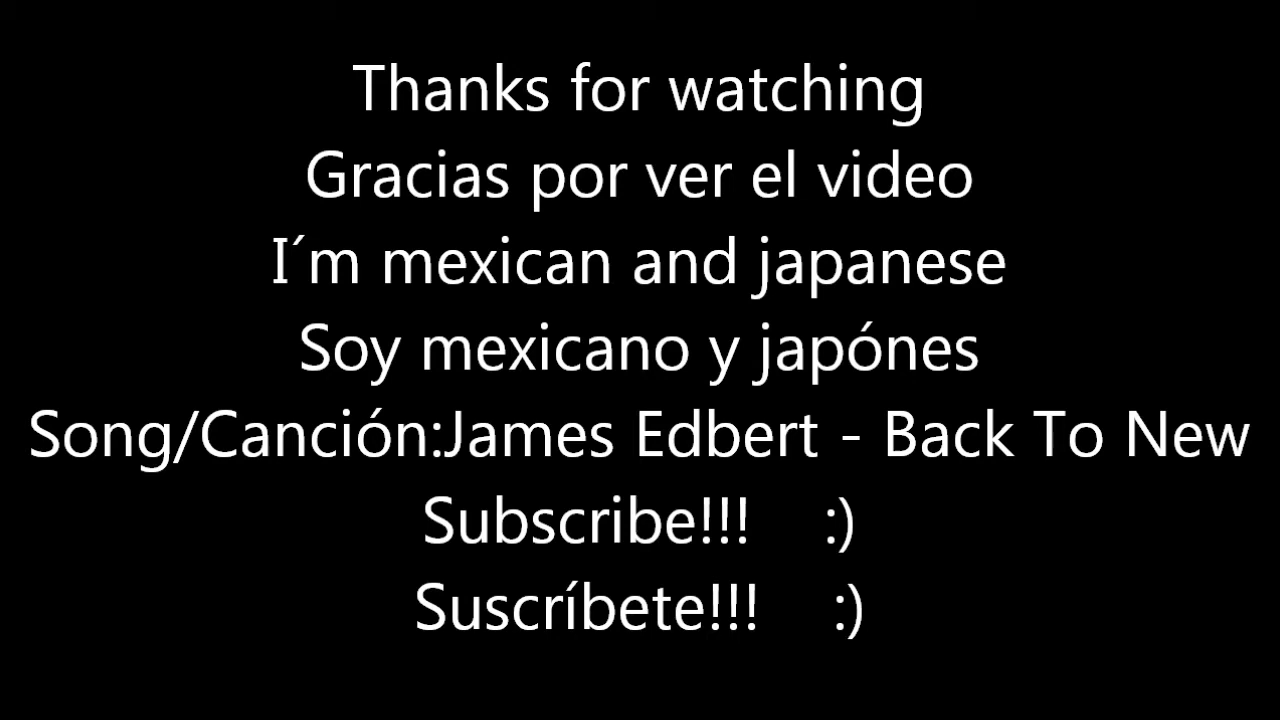 Thanks for watching
Gracias por ver el video
I´m mexican and japanese
Soy mexicano y japónes
Song/Canción:James Edbert - Back To New
Subscribe!!! :)
Suscríbete!!! :)